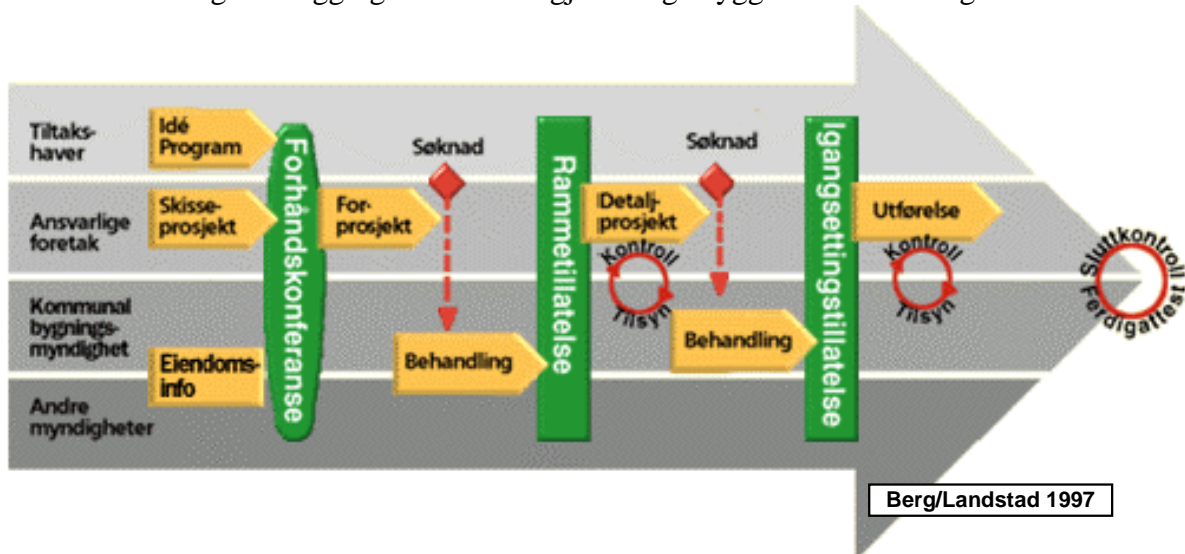 Tiltaks-
haver
Idé
Program
Søknad
Søknad
Ansvarlige
foretak
Skisse-
prosjekt
Forhåndskonferanse
For-
prosjekt
Rammetillatelse
Detalj-
prosjekt
Kontroll
Tilsyn
Igangsettingstillatelse
Utførelse
Kontroll
Tilsyn
Sluttkontroll
Ferdigattest
Kommunal
bygnings-
myndighet
Eiendoms-
info
Behandling
Behandling
Andre
myndigheter
Berg/Landstad 1997